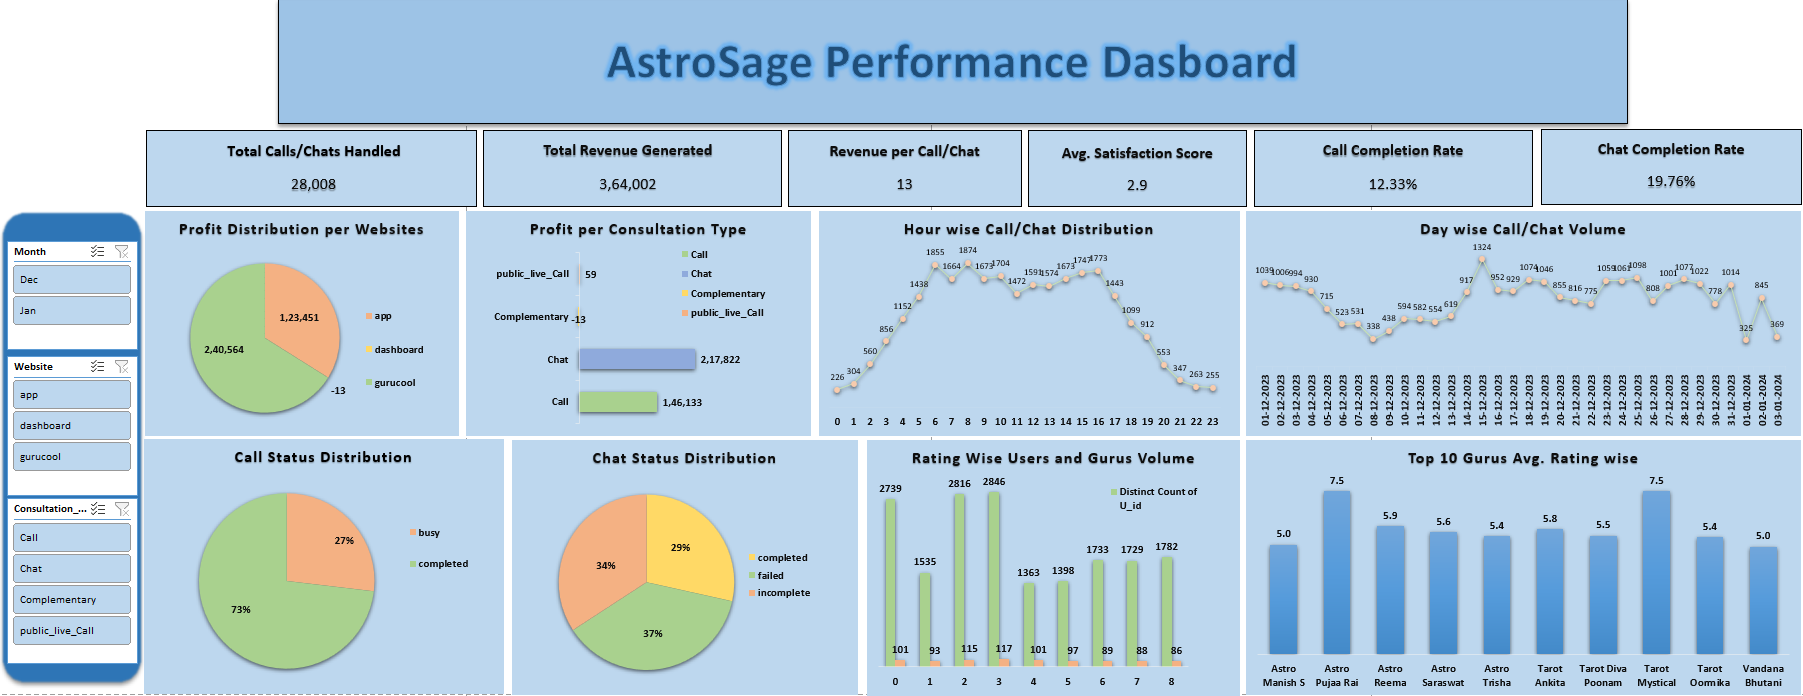 AstroSage Performance Dasboard
Total Calls/Chats Handled
28,008
Total Revenue Generated
3,64,002
Revenue per Call/Chat
13
Avg. Satisfaction Score
2.9
Call Completion Rate
12.33%
Chat Completion Rate
19.76%
Month
Dec
Jan
Website
app
dashboard
gurucool
Consultation_...
Call
Chat
Complementary
public_live_Call
Profit Distribution per Websites
1,23,451
2,40,564
-13
app
dashboard
gurucool
Profit per Consultation Type
public_live_Call 59
Complementary -13
Chat 2,17,822
Call 1,46,133
Call
Chat
Complementary
public_live_Call
Hour wise Call/Chat Distribution
226 304 560 856 1152 1438 1855 1664 1874 1673 1704 1472 1591 1574 1673 1747 1773 1443 1099 912 553 347 263 255
0 1 2 3 4 5 6 7 8 9 10 11 12 13 14 15 16 17 18 19 20 21 22 23
Day wise Call/Chat Volume
1039 1006 994 930 715 523 531 338 438 594 582 554 619 917 1324 952 929 1074 1046 855 816 775 1059 1061 1098 808 1001 1077 1022 778 1014 325 845 369
01-12-2023
02-12-2023
03-12-2023
04-12-2023
05-12-2023
06-12-2023
07-12-2023
08-12-2023
09-12-2023
10-12-2023
11-12-2023
12-12-2023
13-12-2023
14-12-2023
15-12-2023
16-12-2023
17-12-2023
18-12-2023
19-12-2023
20-12-2023
21-12-2023
22-12-2023
23-12-2023
24-12-2023
25-12-2023
26-12-2023
27-12-2023
28-12-2023
29-12-2023
30-12-2023
31-12-2023
01-01-2024
02-01-2024
03-01-2024
Call Status Distribution
27%
73%
busy
completed
Chat Status Distribution
29%
34%
37%
completed
failed
incomplete
Rating Wise Users and Gurus Volume
2739 1535 2816 2846 1363 1398 1733 1729 1782
101 93 115 117 101 97 89 88 86
0 1 2 3 4 5 6 7 8
Distinct Count of
U_id
Top 10 Gurus Avg. Rating wise
5.0 7.5 5.9 5.6 5.4 5.8 5.5 7.5 5.4 5.0
Astro Astro Astro Astro Astro Tarot Tarot Diva Tarot Tarot Vandana
Manish S Pujaa Rai Reema Saraswat Trisha Ankita Poonam Mystical Oormika Bhutani